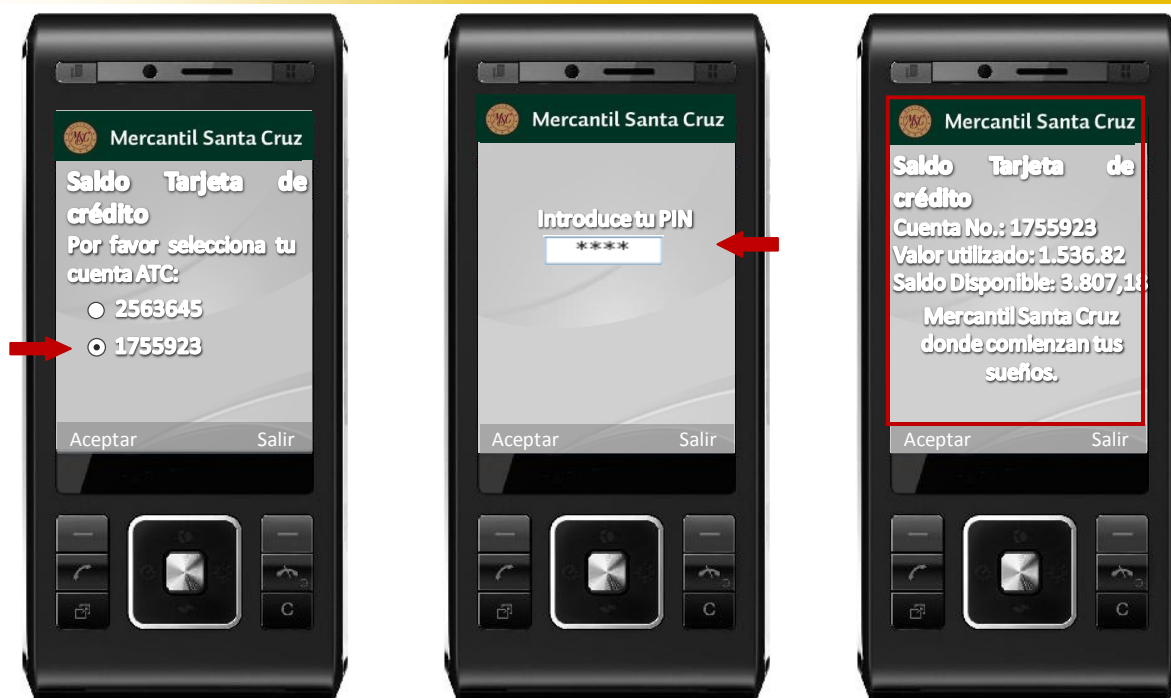 Mercantil Santa Cruz
Saldo Tarjeta de
crédito
Por favor selecciona tu
cuenta ATC:
2563645
1755923
Aceptar Salir
C
Mercantil Santa Cruz
Introduce tu PIN
****
Aceptar Salir
C
Mercantil Santa Cruz
Saldo Tarjeta de
crédito
Cuenta No.: 1755923
Valor utilizado: 1.536.82
Saldo Disponible: 3.807,18
Mercantil Santa Cruz
donde comienzan tus
sueños.
Aceptar Salir
C